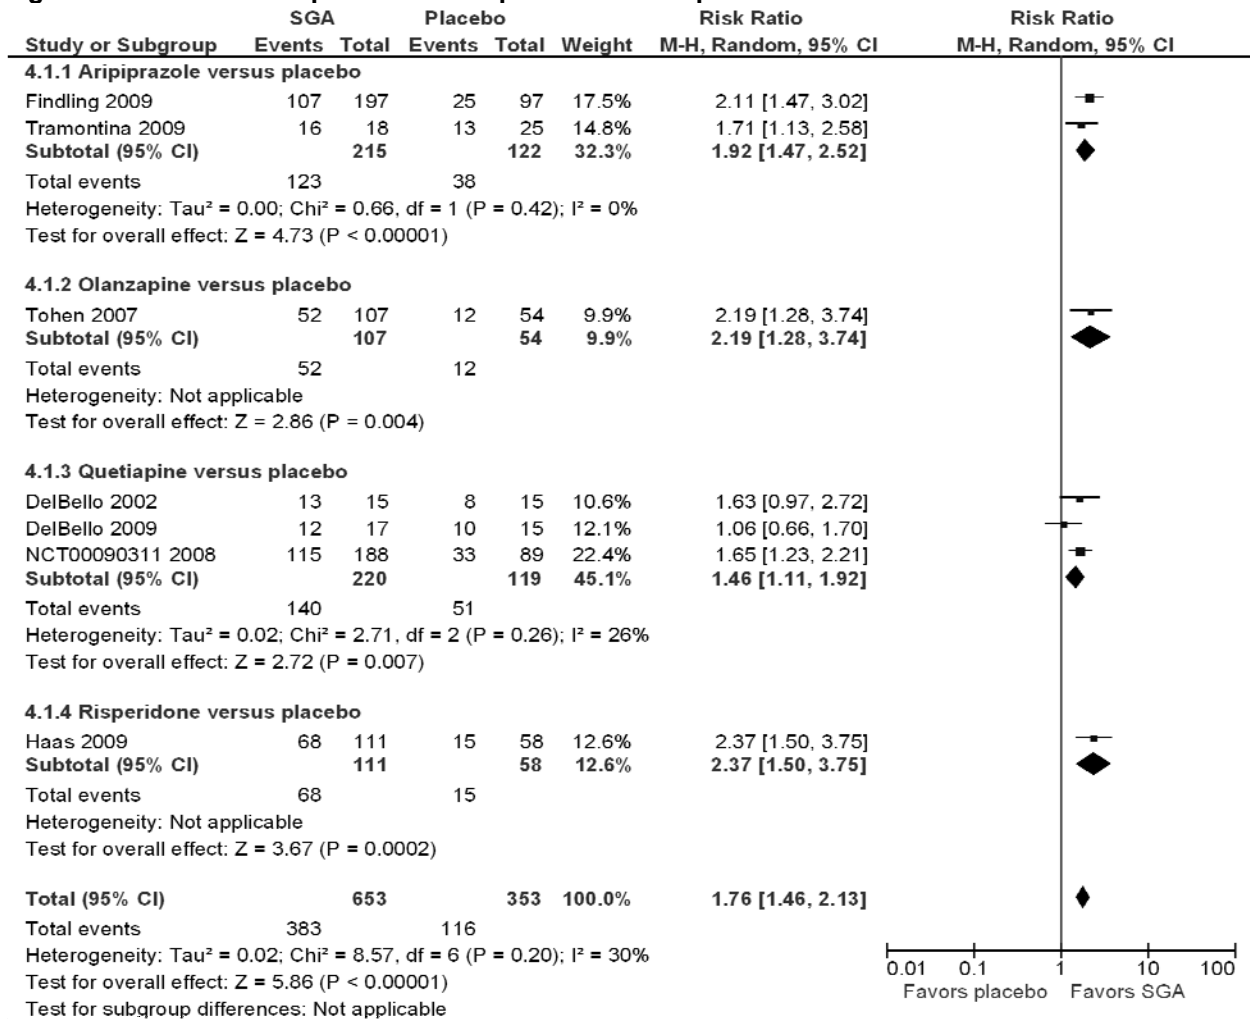 SGA Placebo Risk Ratio Risk Ratio
Study or Subgroup Events Total Events Total Weight M-H, Random, 95% CI M-H, Random, 95% CI
4.1.1 Aripiprazole versus placebo
Findling 2009 107 197 25 97 17.5% 2.11 [1.47, 3.02]
Tramontina 2009 16 18 13 25 14.8% 1.71 [1.13, 2.58]
Subtotal (95% CI) 215 122 32.3% 1.92 [1.47, 2.52]
Total events 123 38
Heterogeneity: Tau² = 0.00; Chi² = 0.66, df = 1 (P = 0.42); I² = 0%
Test for overall effect: Z = 4.73 (P < 0.00001)
4.1.2 Olanzapine versus placebo
Tohen 2007 52 107 12 54 9.9% 2.19 [1.28, 3.74]
Subtotal (95% CI) 107 54 9.9% 2.19 [1.28, 3.74]
Total events 52 12
Heterogeneity: Not applicable
Test for overall effect: Z = 2.86 (P = 0.004)
4.1.3 Quetiapine versus placebo
DelBello 2002 13 15 8 15 10.6% 1.63 [0.97, 2.72]
DelBello 2009 12 17 10 15 12.1% 1.06 [0.66, 1.70]
NCT00090311 2008 115 188 33 89 22.4% 1.65 [1.23, 2.21]
Subtotal (95% CI) 220 119 45.1% 1.46 [1.11, 1.92]
Total events 140 51
Heterogeneity: Tau² = 0.02; Chi² = 2.71, df = 2 (P = 0.26); I² = 26%
Test for overall effect: Z = 2.72 (P = 0.007)
4.1.4 Risperidone versus placebo
Haas 2009 68 111 15 58 12.6% 2.37 [1.50, 3.75]
Subtotal (95% CI) 111 58 12.6% 2.37 [1.50, 3.75]
Total events 68 15
Heterogeneity: Not applicable
Test for overall effect: Z = 3.67 (P = 0.0002)
Total (95% CI) 653 353 100.0% 1.76 [1.46, 2.13]
Total events 383 116
Heterogeneity: Tau² = 0.02; Chi² = 8.57, df = 6 (P = 0.20); I² = 30%
Test for overall effect: Z = 5.86 (P < 0.00001)
Test for subgroup differences: Not applicable
0.01 0.1 1 10 100
Favors placebo Favors SGA